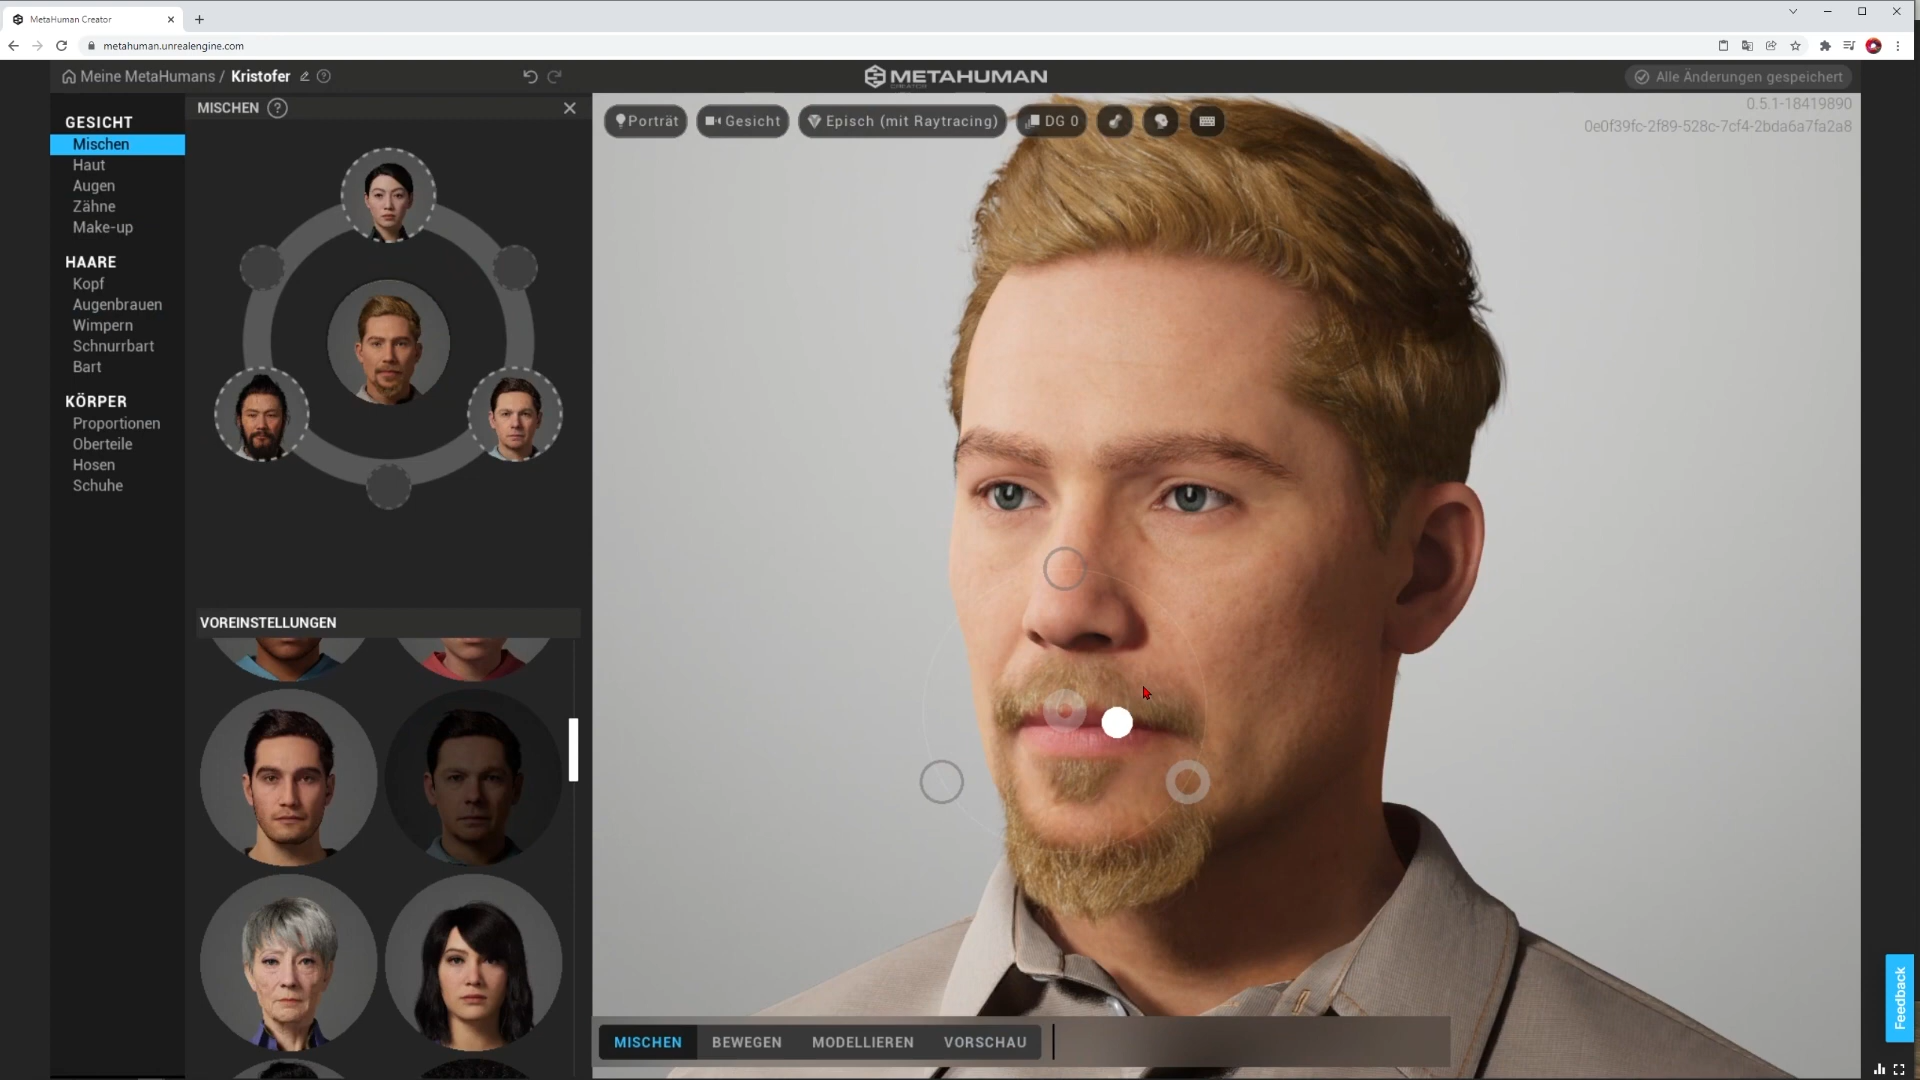 MetaHuman Creator
metahuman.unrealengine.com
Meine MetaHumans / Kristofer
METAHUMAN
CREATOR
Alle Änderungen gespeichert
GESICHT
Mischen
Haut
Augen
Zähne
Make-up
HAARE
Kopf
Augenbrauen
Wimpern
Schnurrbart
Bart
KÖRPER
Proportionen
Oberteile
Hosen
Schuhe
MISCHEN
VOREINSTELLUNGEN
Porträt
Gesicht
Episch (mit Raytracing)
DG 0
0.5.1-18419890
0e0f39fc-2f89-528c-7cf4-2bda6a7fa2a8
MISCHEN BEWEGEN MODELLIEREN VORSCHAU
Feedback